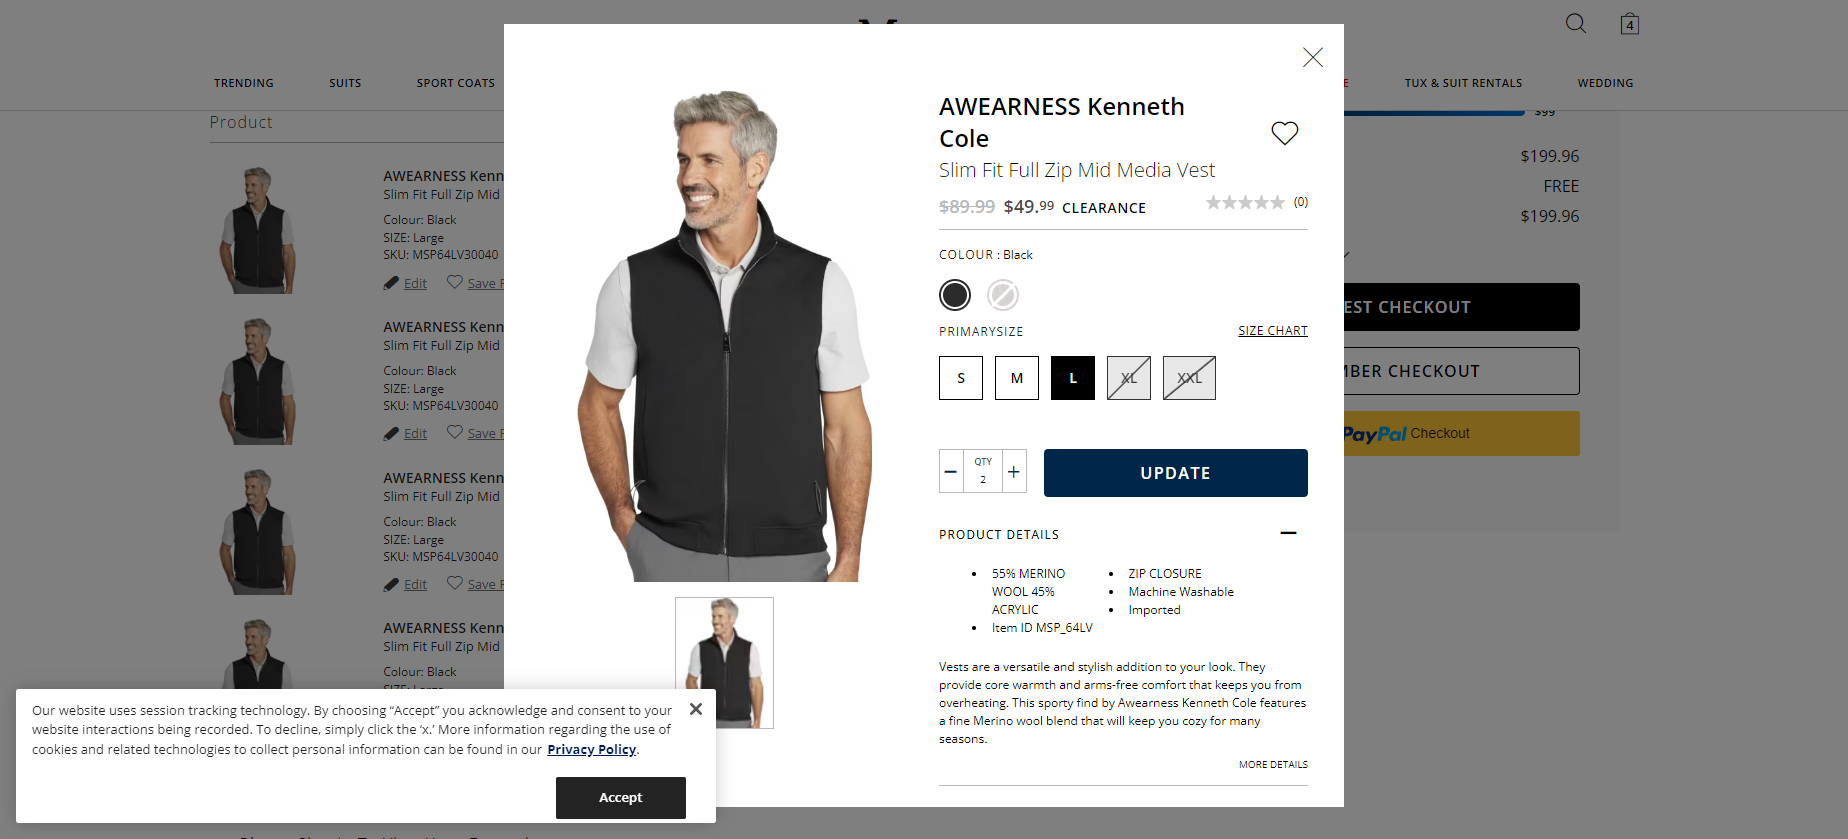 4
TRENDING
SUITS
SPORT COATS
TUX & SUIT RENTALS
WEDDING
Product
AWEARNESS Kenn
Slim Fit Full Zip Mid
Colour: Black
SIZE: Large
SKU: MSP64LV30040
Edit
Save F
AWEARNESS Kenn
Slim Fit Full Zip Mid
Colour: Black
SIZE: Large
SKU: MSP64LV30040
Edit
Save F
AWEARNESS Kenn
Slim Fit Full Zip Mid
Colour: Black
SIZE: Large
SKU: MSP64LV30040
Edit
Save F
AWEARNESS Kenn
Slim Fit Full Zip Mid
Colour: Black
AWEARNESS Kenneth
Cole
Slim Fit Full Zip Mid Media Vest
$89.99 $49.99 CLEARANCE
(0)
COLOUR : Black
PRIMARYSIZE
SIZE CHART
S
M
L
XL
XXL
QTY
2
UPDATE
PRODUCT DETAILS
55% MERINO
WOOL 45%
ACRYLIC
Item ID MSP_64LV
ZIP CLOSURE
Machine Washable
Imported
Vests are a versatile and stylish addition to your look. They
provide core warmth and arms-free comfort that keeps you from
overheating. This sporty find by Awearness Kenneth Cole features
a fine Merino wool blend that will keep you cozy for many
seasons.
MORE DETAILS
$99
$199.96
FREE
$199.96
EST CHECKOUT
MBER CHECKOUT
PayPal Checkout
Our website uses session tracking technology. By choosing “Accept” you acknowledge and consent to your
website interactions being recorded. To decline, simply click the ‘x.’ More information regarding the use of
cookies and related technologies to collect personal information can be found in our Privacy Policy.
Accept